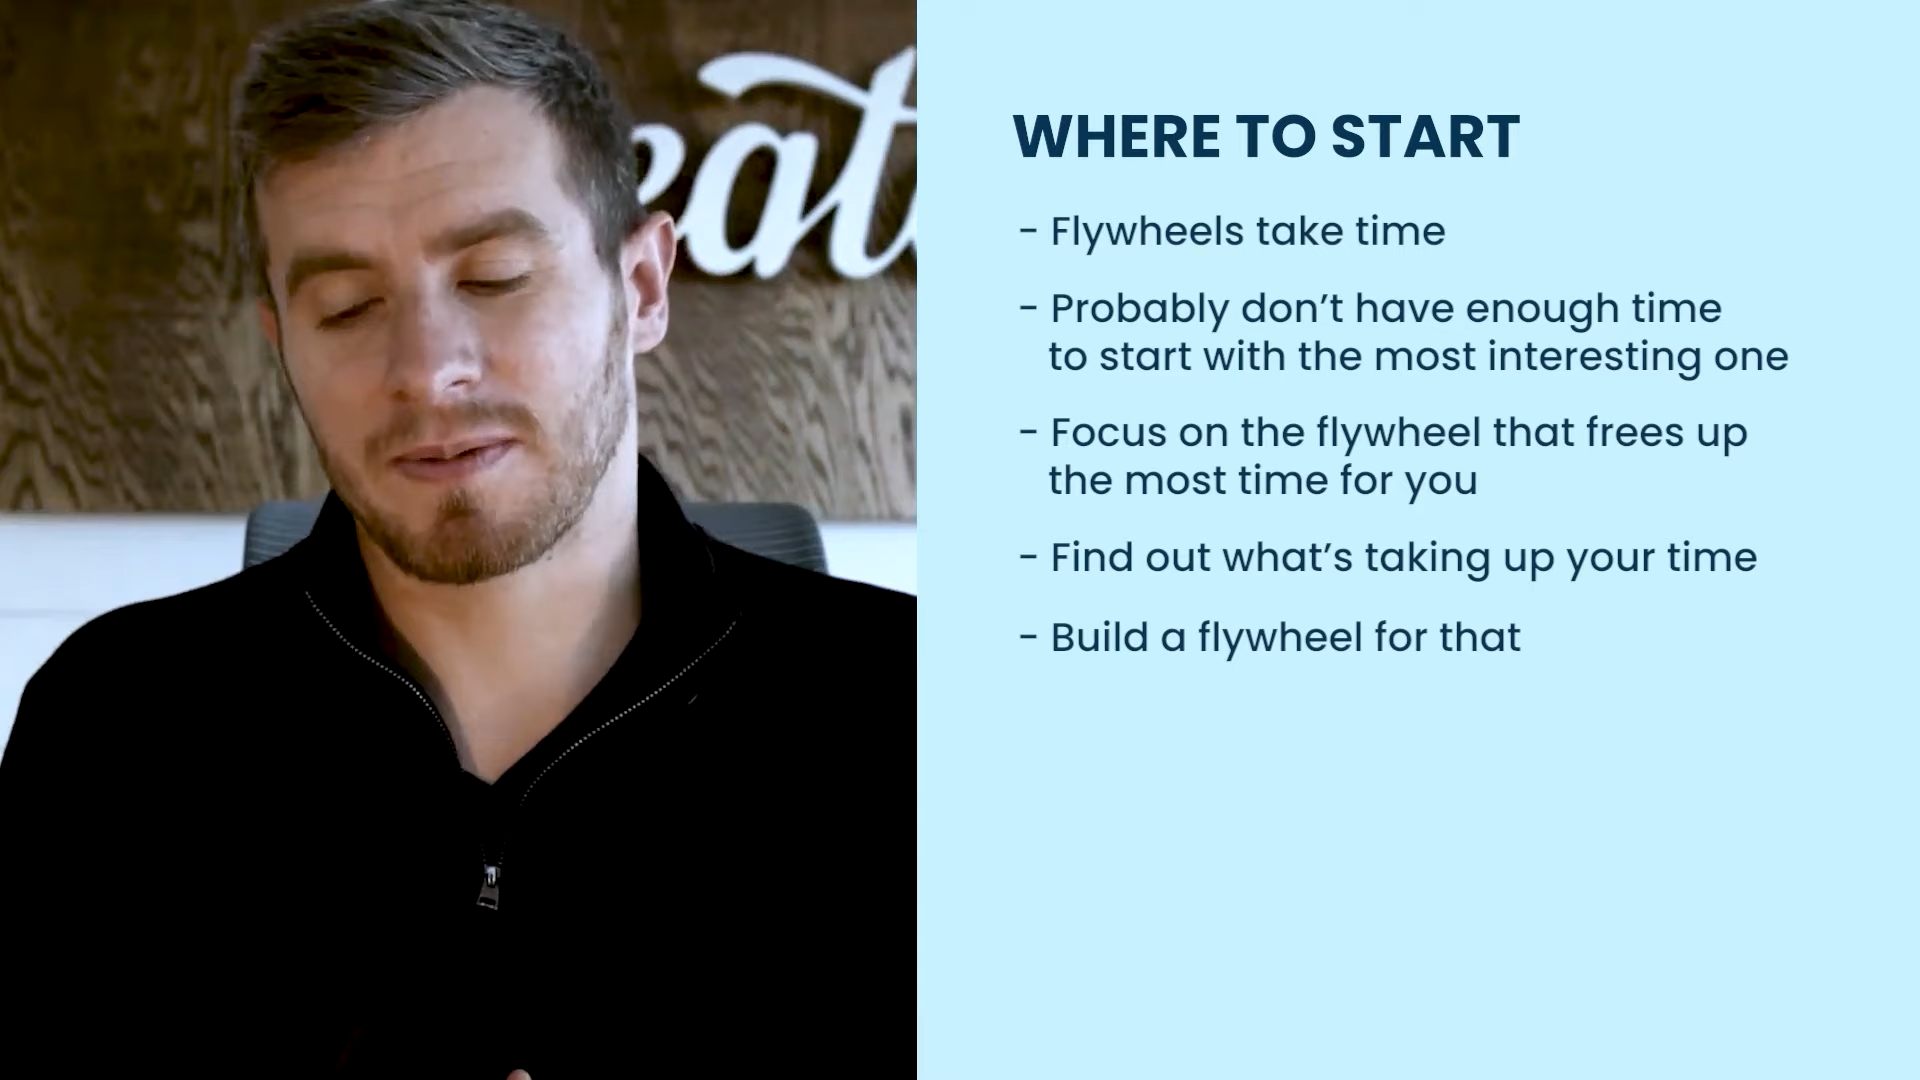 eat
WHERE TO START
- Flywheels take time
- Probably don’t have enough time
to start with the most interesting one
- Focus on the flywheel that frees up
the most time for you
- Find out what’s taking up your time
- Build a flywheel for that